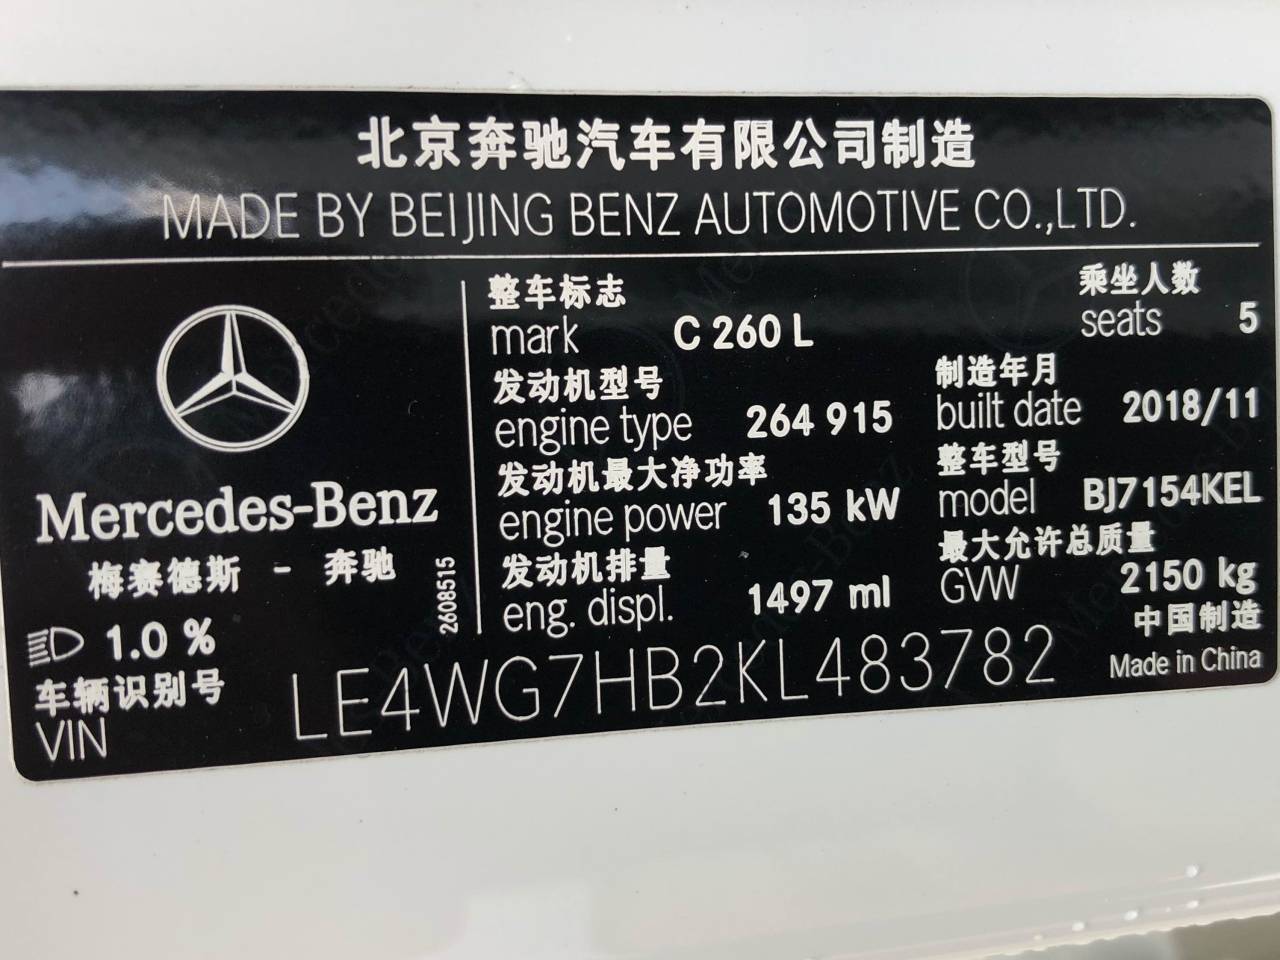 北京奔驰汽车有限公司制造
MADE BY BEIJING BENZ AUTOMOTIVE CO.,LTD.
Mercedes-Benz
梅赛德斯 - 奔驰
2608515
1.0 %
整车标志
mark C 260 L
乘坐人数
seats 5
发动机型号
engine type 264 915
制造年月
built date 2018/11
发动机最大净功率
engine power 135 kW
整车型号
model BJ7154KEL
发动机排量
eng. displ. 1497 ml
最大允许总质量
GVW 2150 kg
中国制造
Made in China
车辆识别号
VIN LE4WG7HB2KL483782